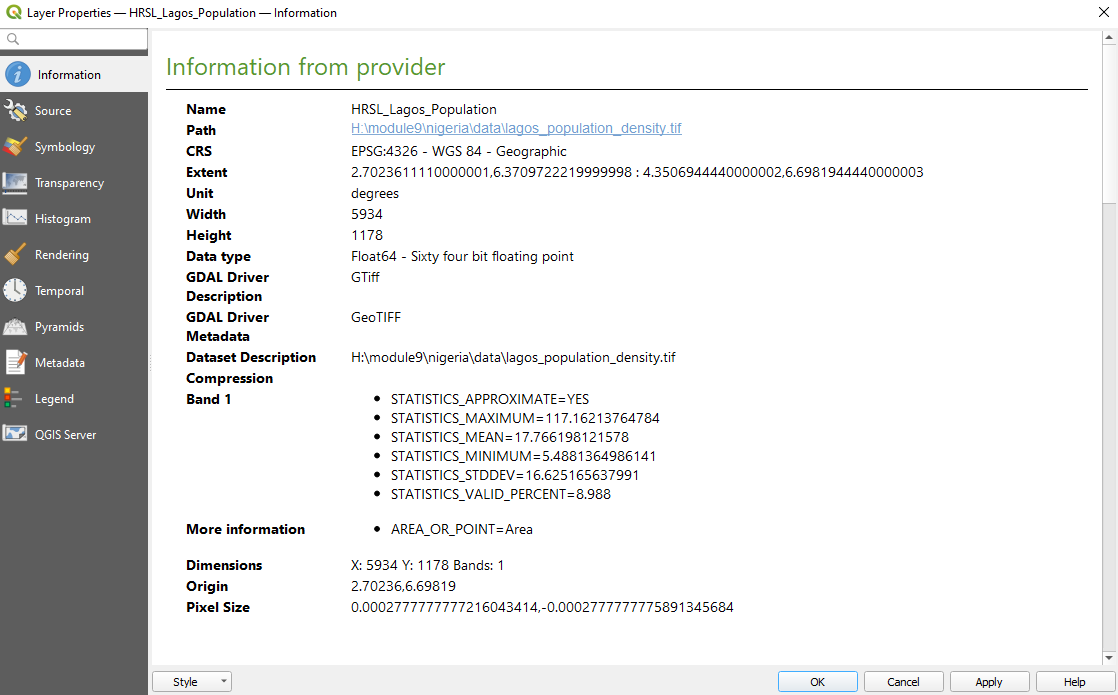 Layer Properties — HRSL_Lagos_Population — Information
Information
Source
Symbology
Transparency
Histogram
Rendering
Temporal
Pyramids
Metadata
Legend
QGIS Server
Information from provider
Name HRSL_Lagos_Population
Path H:\module9\nigeria\data\lagos_population_density.tif
CRS EPSG:4326 - WGS 84 - Geographic
Extent 2.7023611110000001,6.3709722219999998 : 4.3506944440000002,6.6981944440000003
Unit degrees
Width 5934
Height 1178
Data type Float64 - Sixty four bit floating point
GDAL Driver GTiff
Description
GDAL Driver GeoTIFF
Metadata
Dataset Description H:\module9\nigeria\data\lagos_population_density.tif
Compression
Band 1
• STATISTICS_APPROXIMATE=YES
• STATISTICS_MAXIMUM=117.16213764784
• STATISTICS_MEAN=17.766198121578
• STATISTICS_MINIMUM=5.4881364986141
• STATISTICS_STDDEV=16.625165637991
• STATISTICS_VALID_PERCENT=8.988
More information • AREA_OR_POINT=Area
Dimensions X: 5934 Y: 1178 Bands: 1
Origin 2.70236,6.69819
Pixel Size 0.0002777777777216043414,-0.0002777777775891345684
Style OK Cancel Apply Help